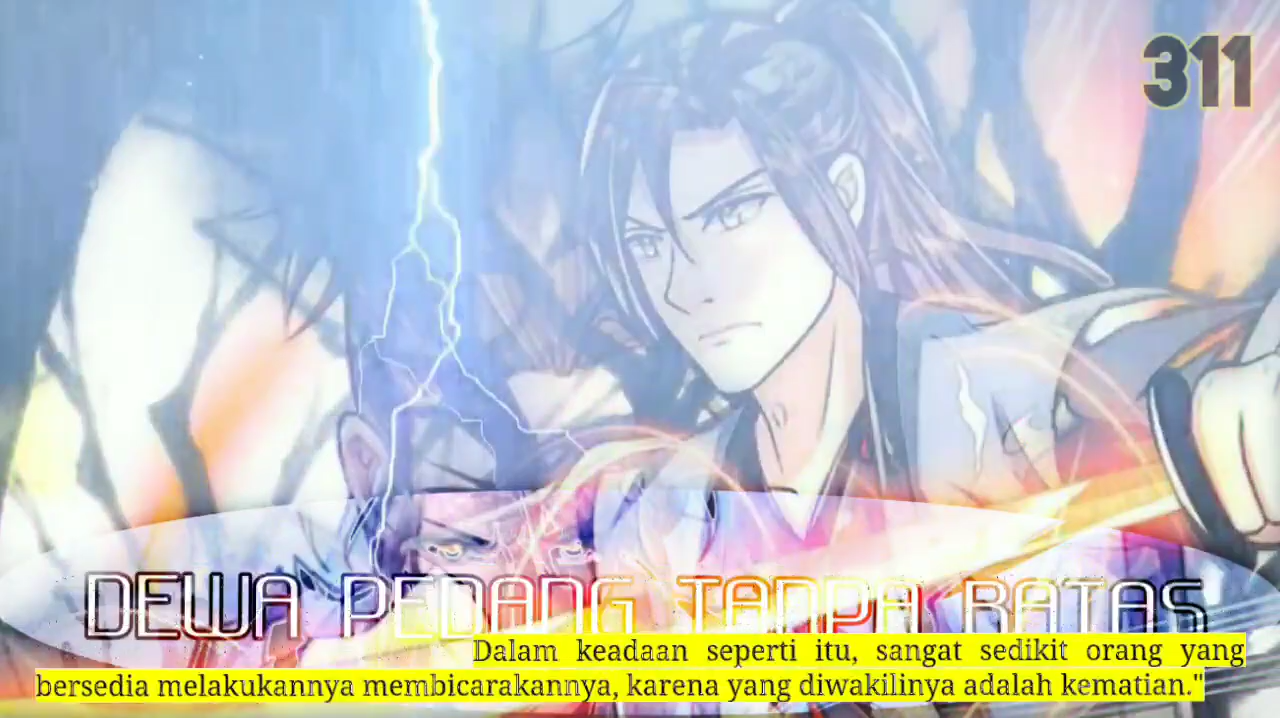 311
DEWA PEDANG TANPA BATAS
Dalam keadaan seperti itu, sangat sedikit orang yang
bersedia melakukannya membicarakannya, karena yang diwakilinya adalah kematian."